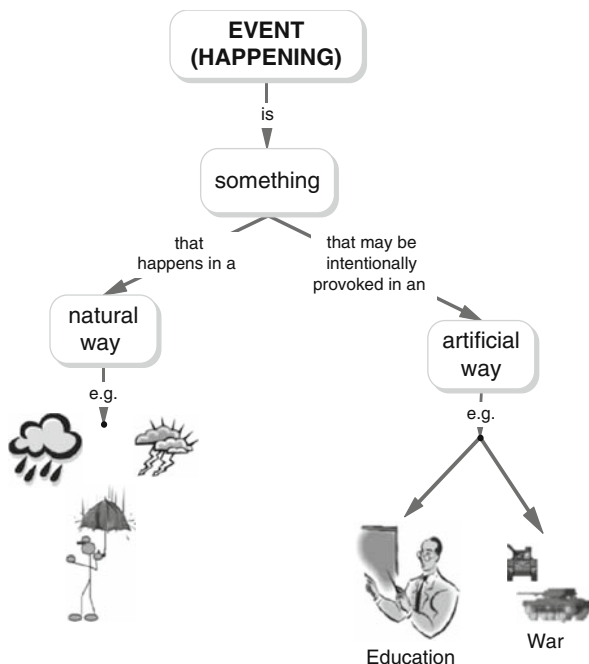 EVENT
(HAPPENING)
is
something
that
happens in a
that may be
intentionally
provoked in an
natural
way
artificial
way
e.g.
e.g.
Education
War